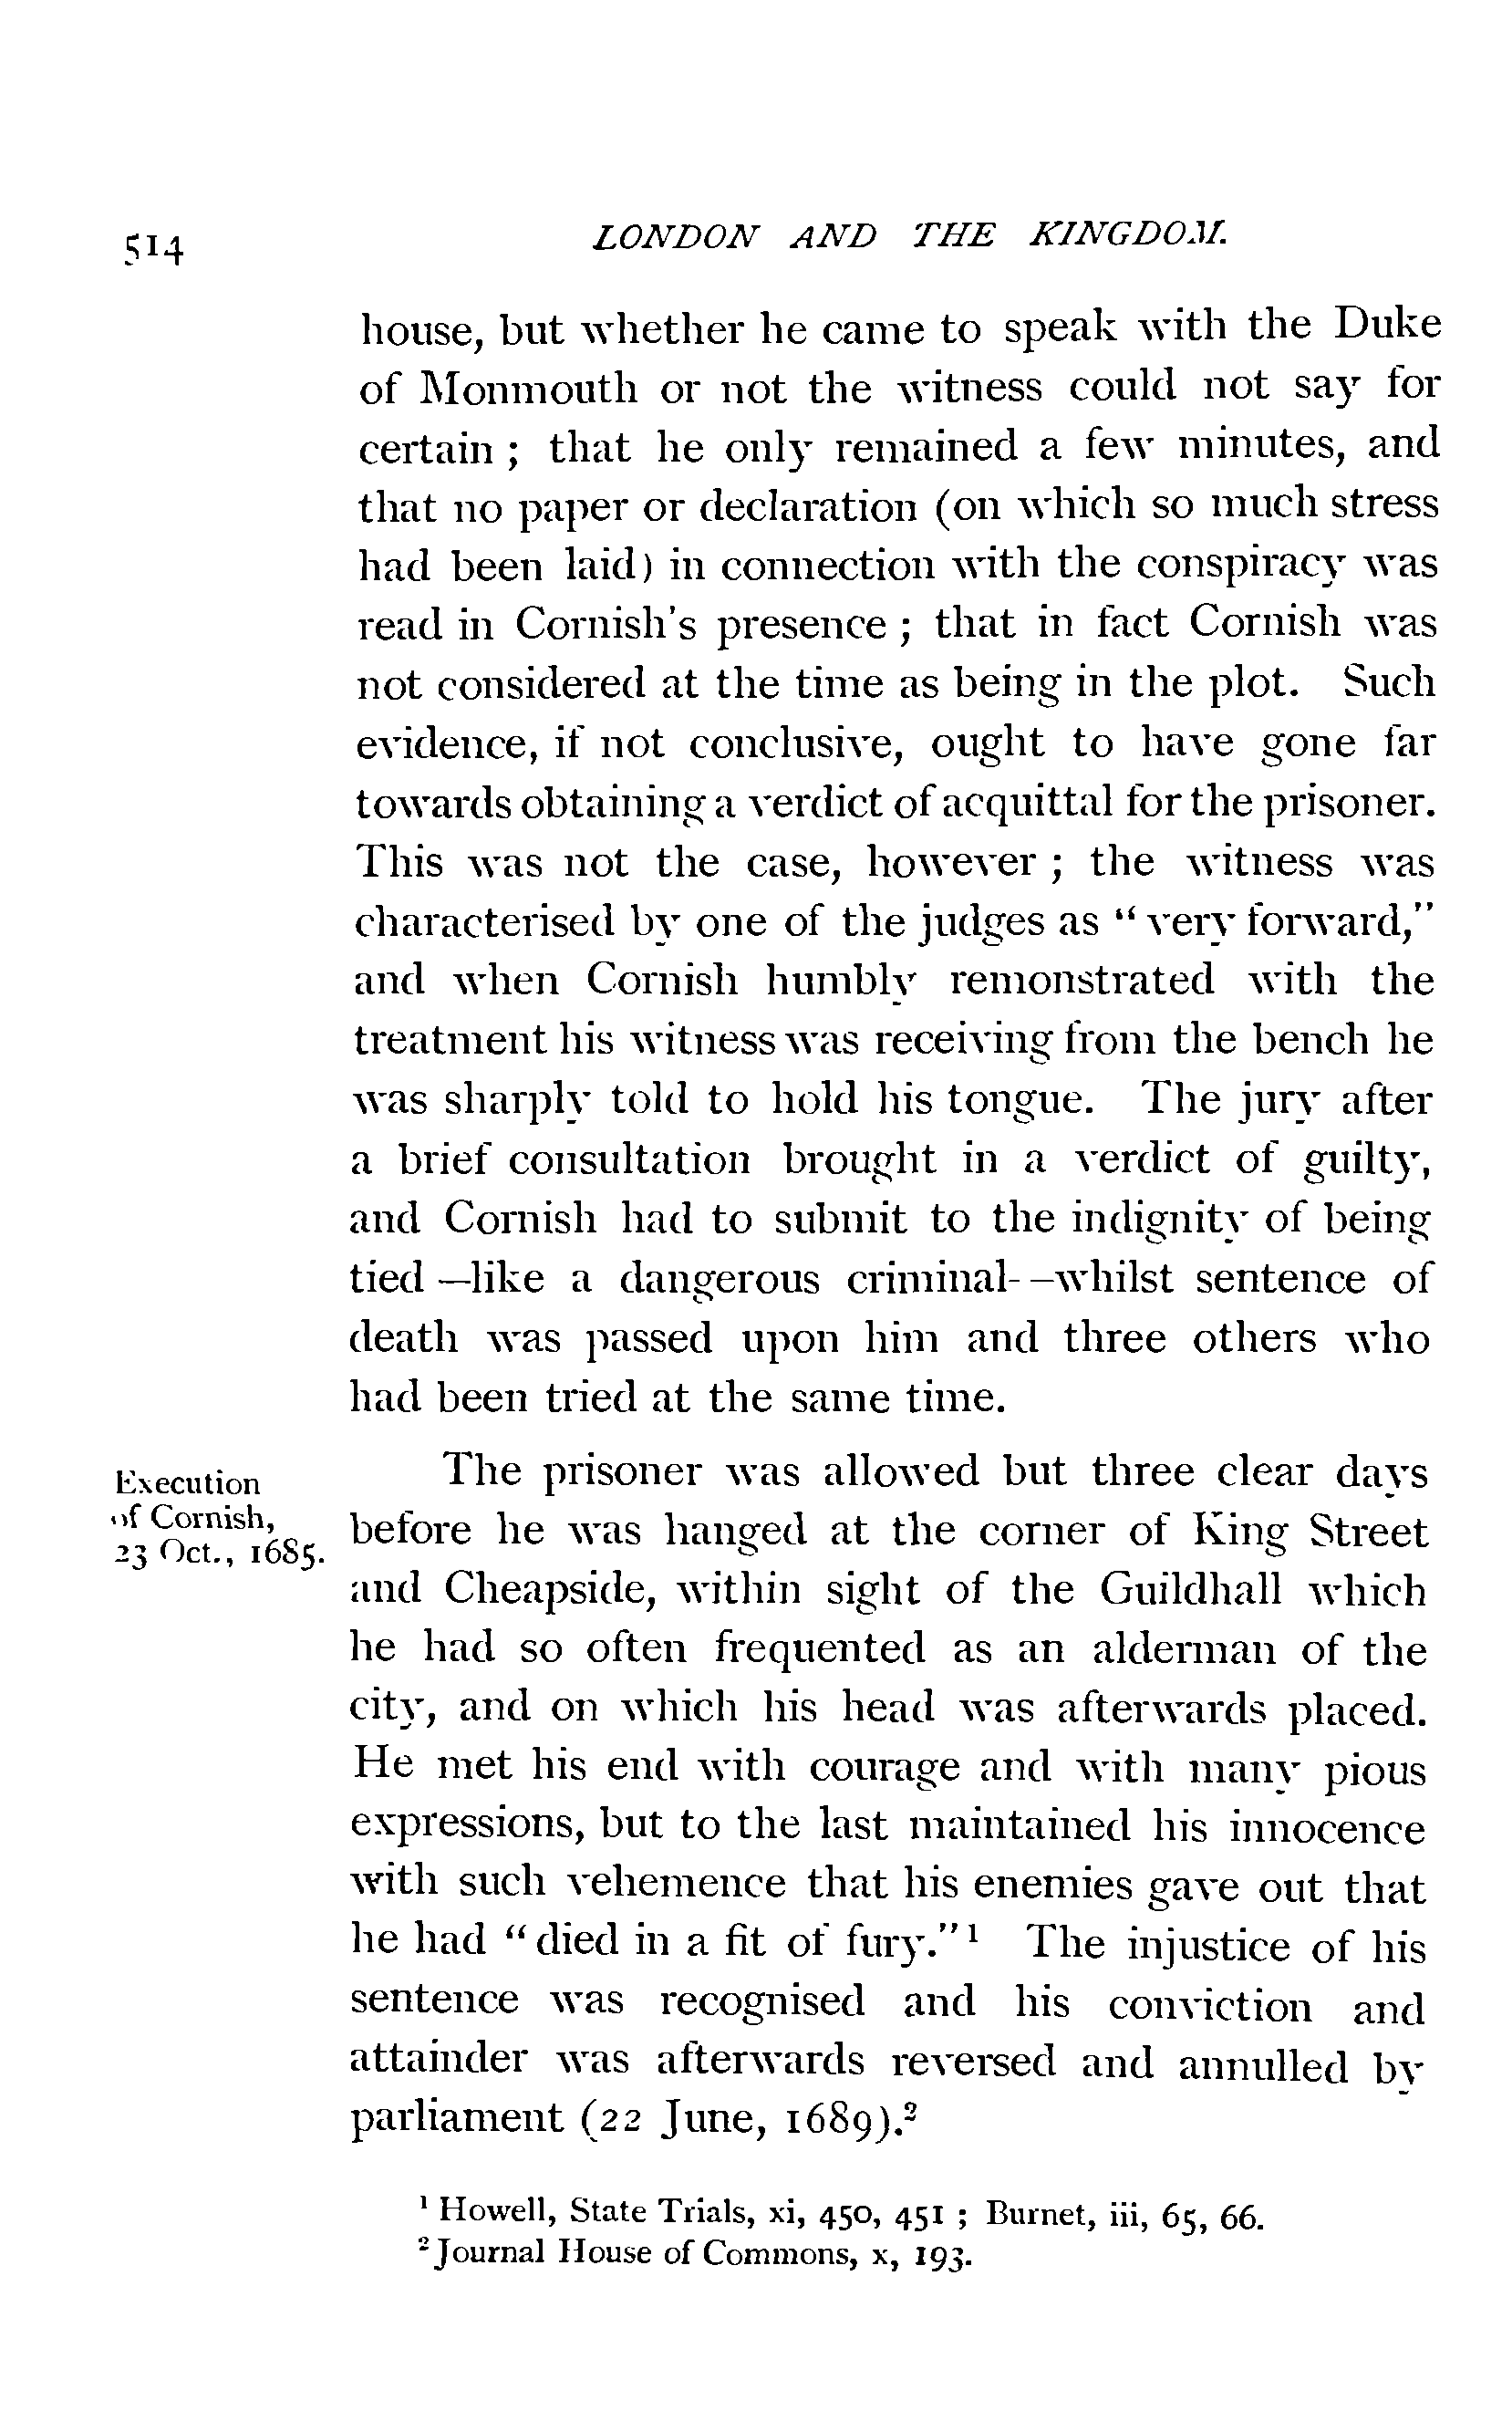 514
LONDON AND THE KINGDOM.
house, but whether he came to speak with the Duke
of Monmouth or not the witness could not say for
certain ; that he only remained a few minutes, and
that no paper or declaration (on which so much stress
had been laid) in connection with the conspiracy was
read in Cornish's presence ; that in fact Cornish was
not considered at the time as being in the plot. Such
evidence, if not conclusive, ought to have gone far
towards obtaining a verdict of acquittal for the prisoner.
This was not the case, however ; the witness was
characterised by one of the judges as “ very forward,”
and when Cornish humbly remonstrated with the
treatment his witness was receiving from the bench he
was sharply told to hold his tongue. The jury after
a brief consultation brought in a verdict of guilty,
and Cornish had to submit to the indignity of being
tied —like a dangerous criminal-—whilst sentence of
death was passed upon him and three others who
had been tried at the same time.
Execution
of Cornish,
23 Oct., 1685.
The prisoner was allowed but three clear days
before he was hanged at the corner of King Street
and Cheapside, within sight of the Guildhall which
he had so often frequented as an alderman of the
city, and on which his head was afterwards placed.
He met his end with courage and with many pious
expressions, but to the last maintained his innocence
with such vehemence that his enemies gave out that
he had “died in a fit of fury.”¹ The injustice of his
sentence was recognised and his conviction and
attainder was afterwards reversed and annulled by
parliament (22 June, 1689).²
¹ Howell, State Trials, xi, 450, 451 ; Burnet, iii, 65, 66.
² Journal House of Commons, x, 193.